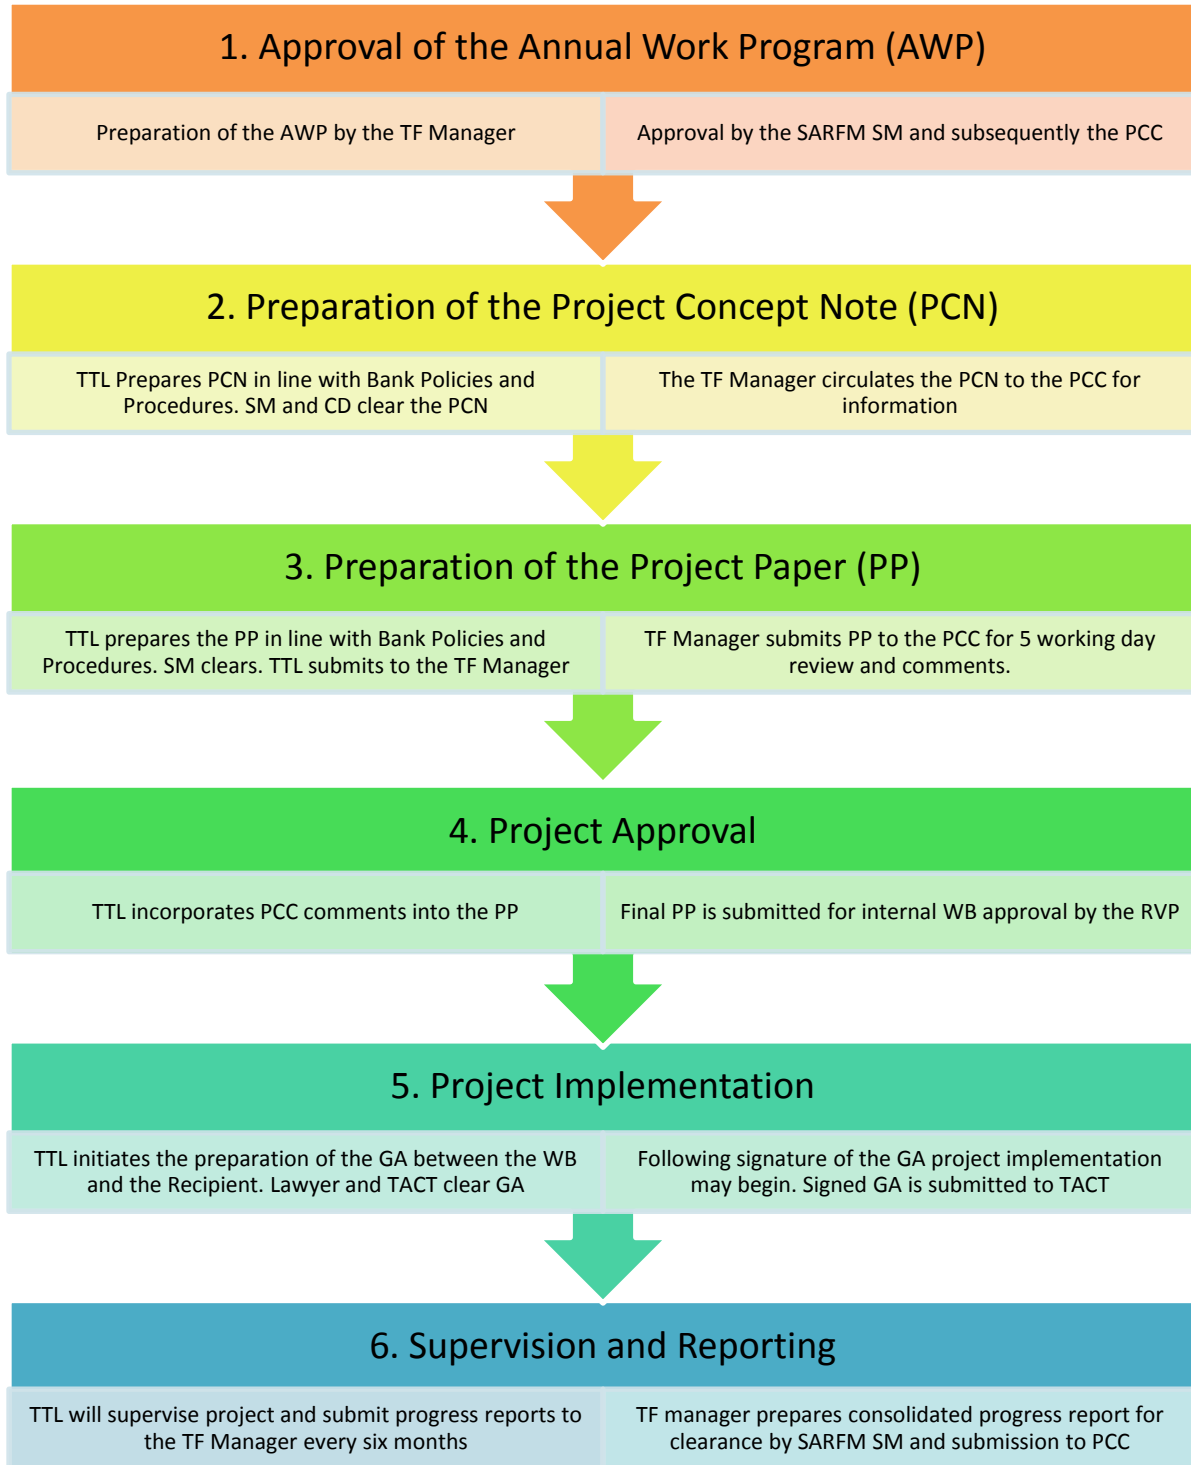 1. Approval of the Annual Work Program (AWP)
Preparation of the AWP by the TF Manager
Approval by the SARFM SM and subsequently the PCC
2. Preparation of the Project Concept Note (PCN)
TTL Prepares PCN in line with Bank Policies and
Procedures. SM and CD clear the PCN
The TF Manager circulates the PCN to the PCC for
information
3. Preparation of the Project Paper (PP)
TTL prepares the PP in line with Bank Policies and
Procedures. SM clears. TTL submits to the TF Manager
TF Manager submits PP to the PCC for 5 working day
review and comments.
4. Project Approval
TTL incorporates PCC comments into the PP
Final PP is submitted for internal WB approval by the RVP
5. Project Implementation
TTL initiates the preparation of the GA between the WB
and the Recipient. Lawyer and TACT clear GA
Following signature of the GA project implementation
may begin. Signed GA is submitted to TACT
6. Supervision and Reporting
TTL will supervise project and submit progress reports to
the TF Manager every six months
TF manager prepares consolidated progress report for
clearance by SARFM SM and submission to PCC